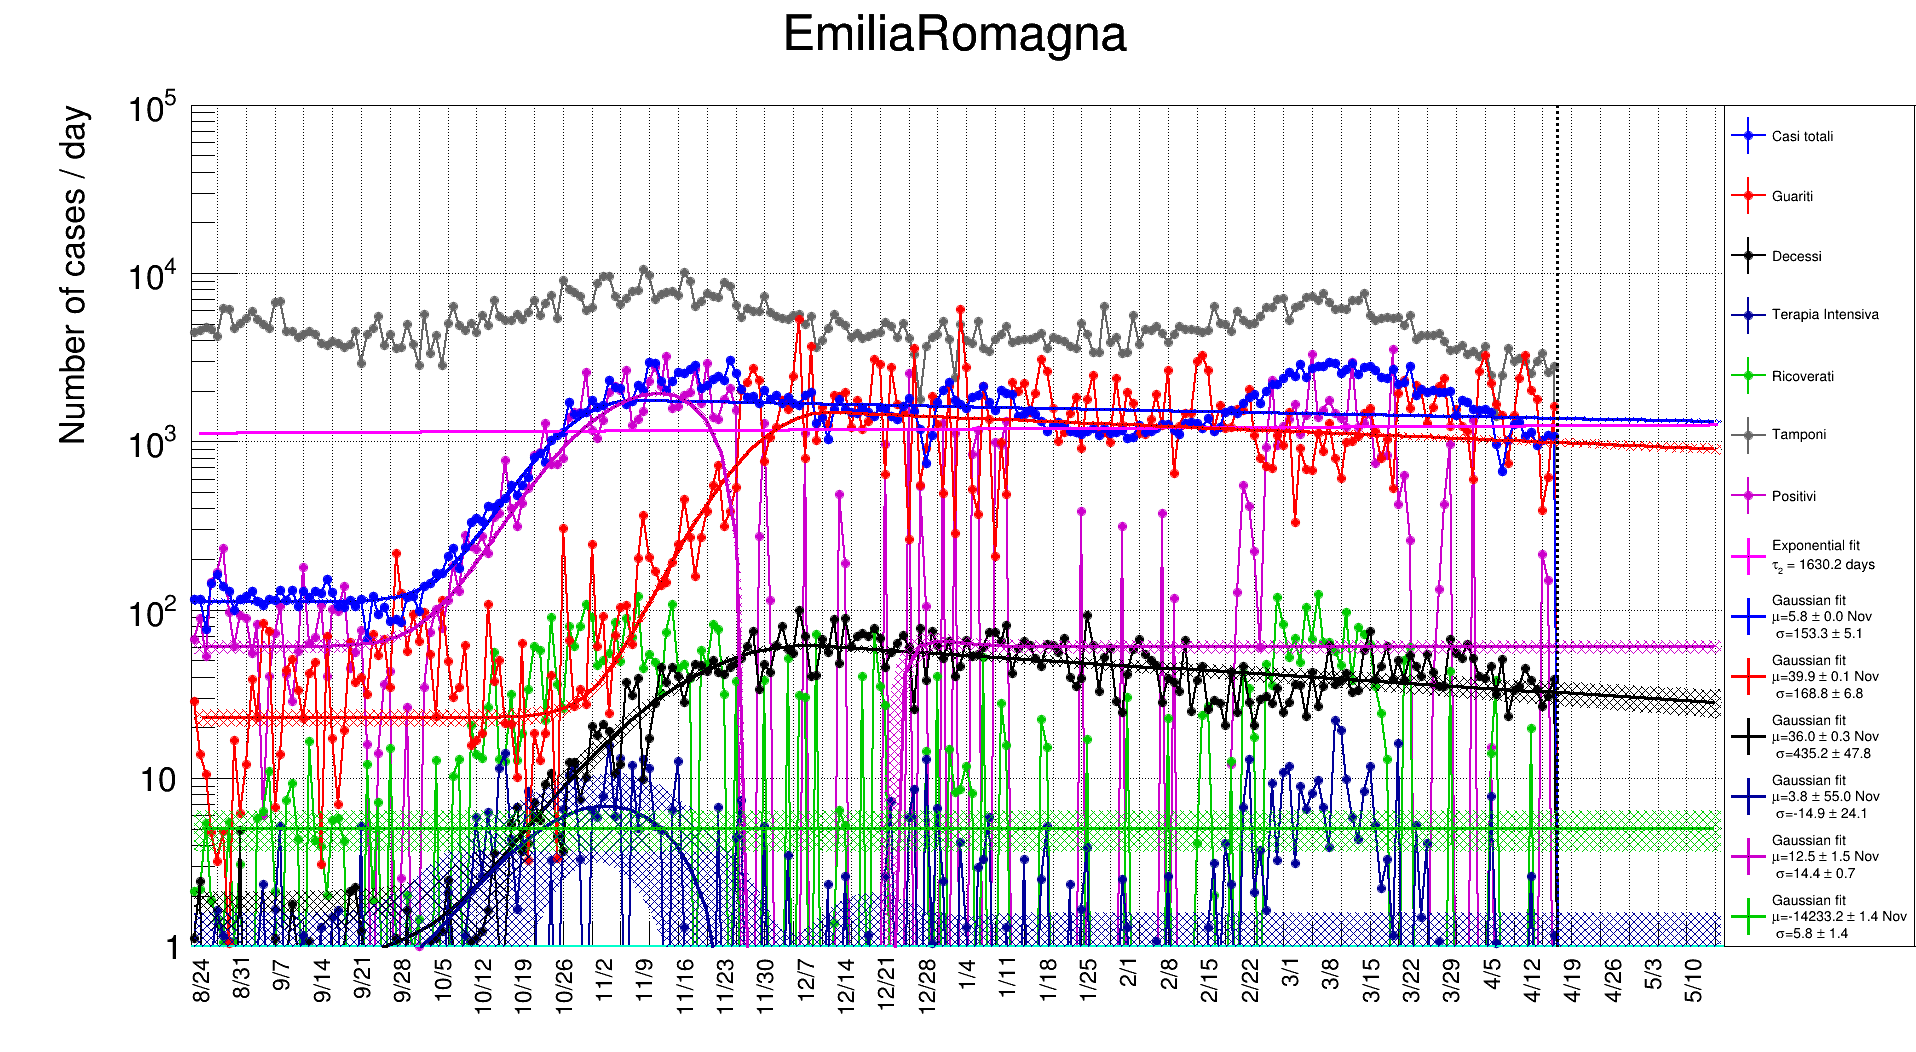 EmiliaRomagna
Number of cases / day
10^5
10^4
10^3
10^2
10
1
8/24
8/31
9/7
9/14
9/21
9/28
10/5
10/12
10/19
10/26
11/2
11/9
11/16
11/23
11/30
12/7
12/14
12/21
12/28
1/4
1/11
1/18
1/25
2/1
2/8
2/15
2/22
3/1
3/8
3/15
3/22
3/29
4/5
4/12
4/19
4/26
5/3
5/10
Casi totali
Guariti
Decessi
Terapia Intensiva
Ricoverati
Tamponi
Positivi
Exponential fit
τ₂ = 1630.2 days
Gaussian fit
μ=5.8 ± 0.0 Nov
σ=153.3 ± 5.1
Gaussian fit
μ=39.9 ± 0.1 Nov
σ=168.8 ± 6.8
Gaussian fit
μ=36.0 ± 0.3 Nov
σ=435.2 ± 47.8
Gaussian fit
μ=3.8 ± 55.0 Nov
σ=-14.9 ± 24.1
Gaussian fit
μ=12.5 ± 1.5 Nov
σ=14.4 ± 0.7
Gaussian fit
μ=-14233.2 ± 1.4 Nov
σ=5.8 ± 1.4